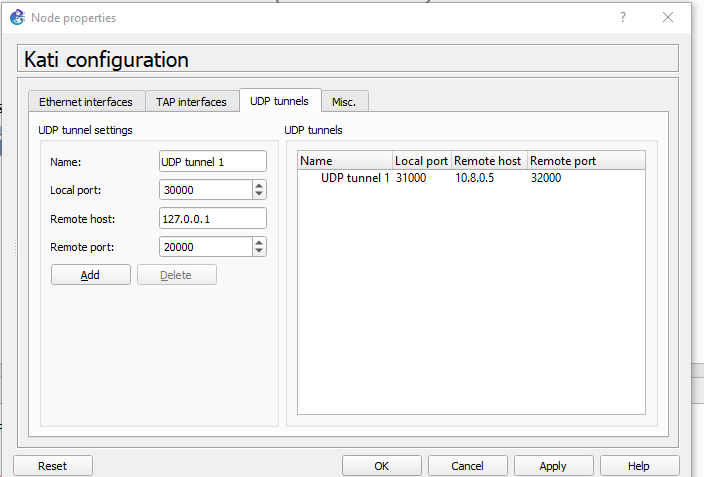 Node properties
Kati configuration
Ethernet interfaces TAP interfaces UDP tunnels Misc.
UDP tunnel settings
Name: UDP tunnel 1
Local port: 30000
Remote host: 127.0.0.1
Remote port: 20000
Add Delete
UDP tunnels
Name Local port Remote host Remote port
UDP tunnel 1 31000 10.8.0.5 32000
Reset OK Cancel Apply Help